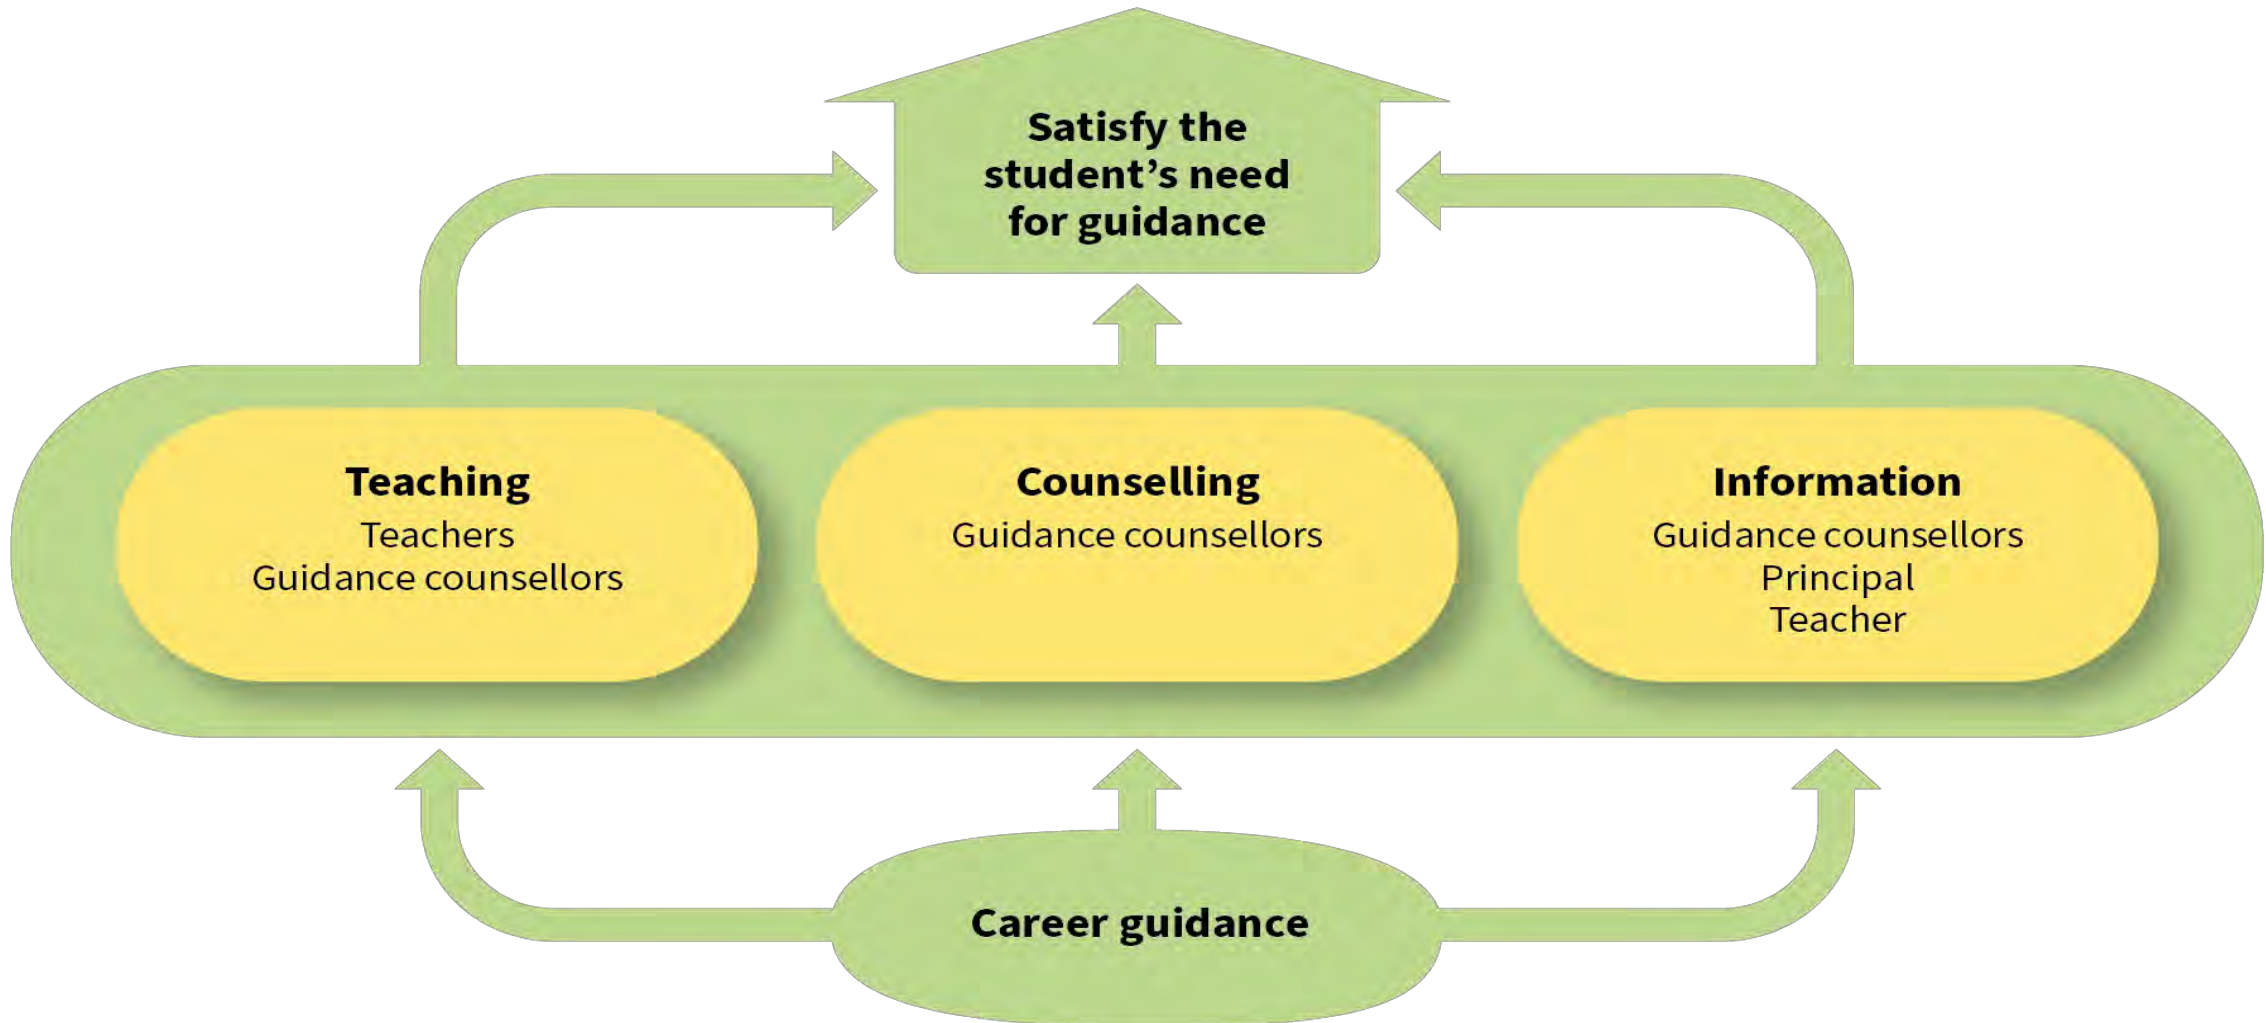 Satisfy the
student’s need
for guidance
Teaching
Teachers
Guidance counsellors
Counselling
Guidance counsellors
Information
Guidance counsellors
Principal
Teacher
Career guidance